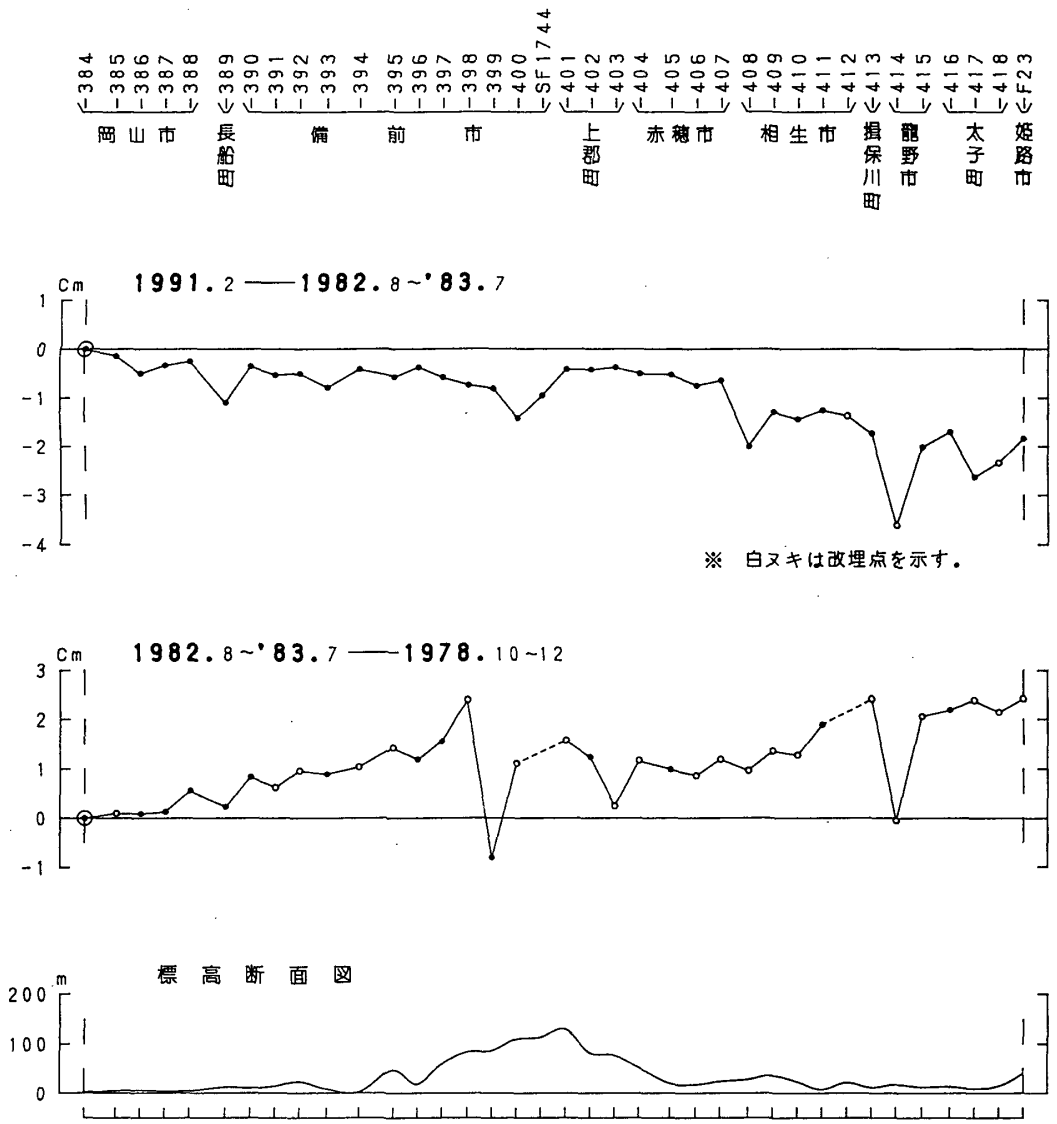 -384 -385 -386 -387 -388 -389 -390 -391 -392 -393 -394 -395 -396 -397 -398 -399 -400 -SF1744 -401 -402 -403 -404 -405 -406 -407 -408 -409 -410 -411 -412 -413 -414 -415 -416 -417 -418 -F23
岡山市 長船町 備前市 上郡町 赤穂市 相生市 揖保川町 龍野市 太子町 姫路市
Cm 1991.2 ―― 1982.8~'83.7
1
0
-1
-2
-3
-4
※ 白ヌキは改埋点を示す.
Cm 1982.8~'83.7 ―― 1978.10~12
3
2
1
0
-1
m 標高断面図
200
100
0